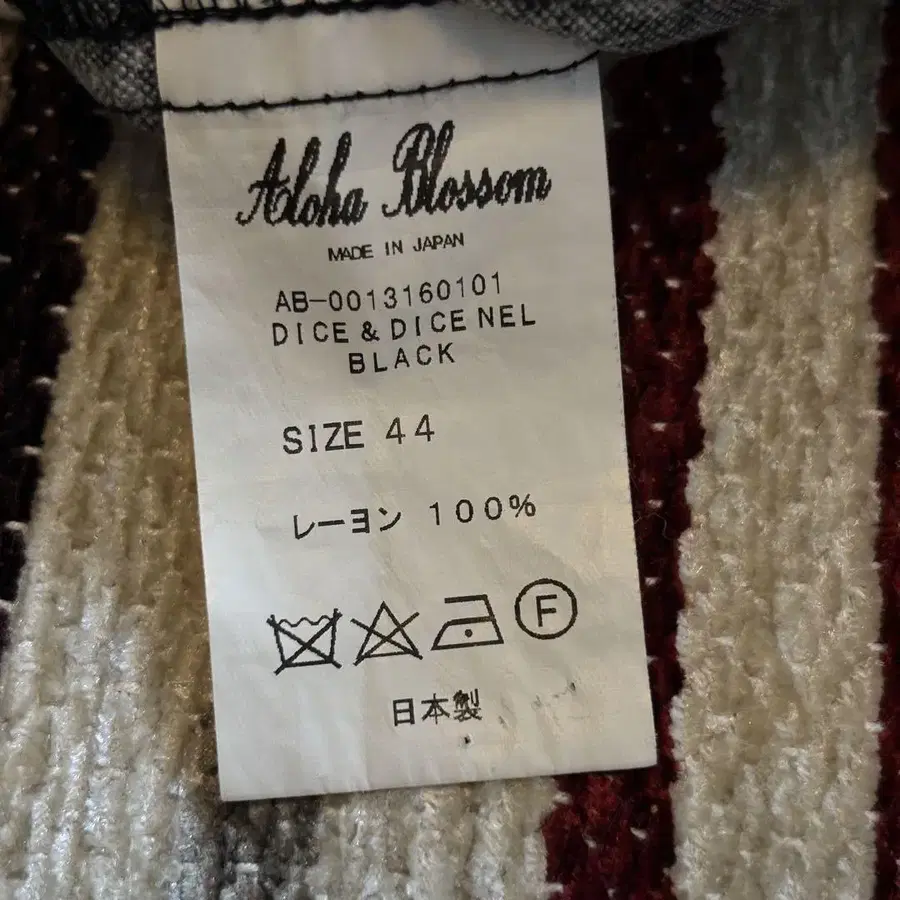 Aloha Blossom
MADE IN JAPAN
AB-0013160101
DICE & DICE NEL
BLACK
SIZE 44
レーヨン 100%
F
日本製